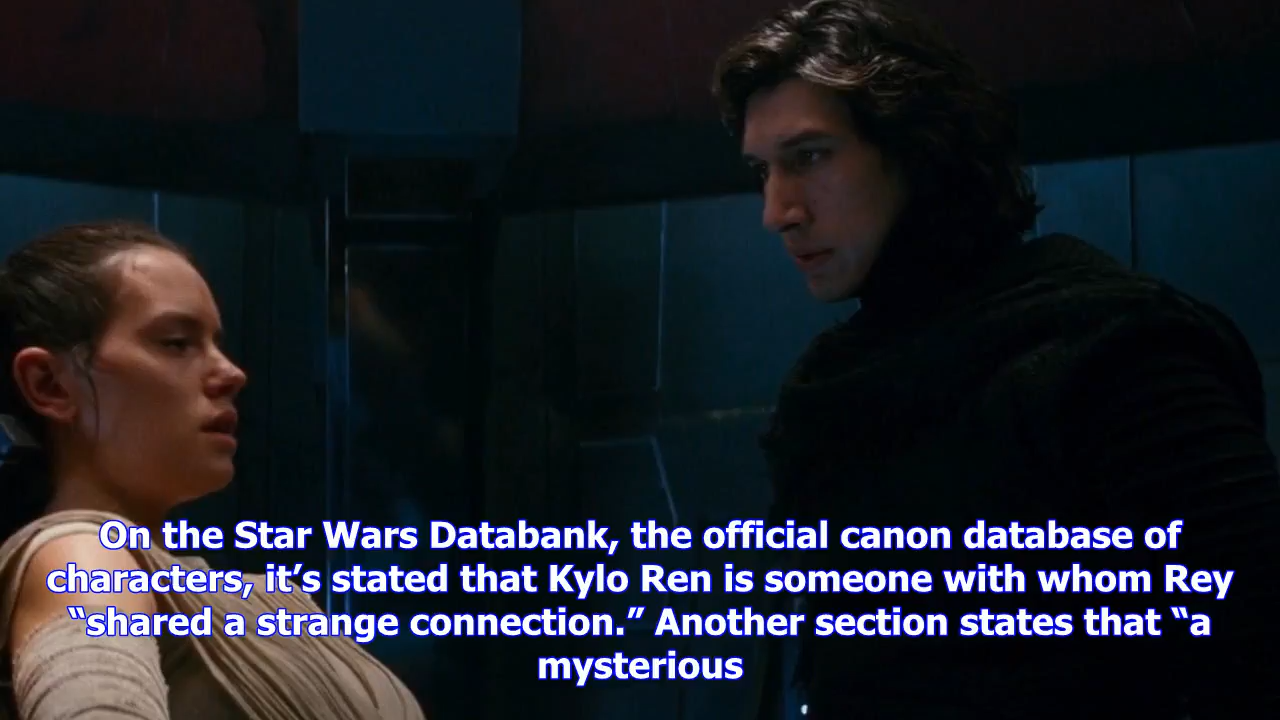 On the Star Wars Databank, the official canon database of
characters, it’s stated that Kylo Ren is someone with whom Rey
“shared a strange connection.” Another section states that “a
mysterious